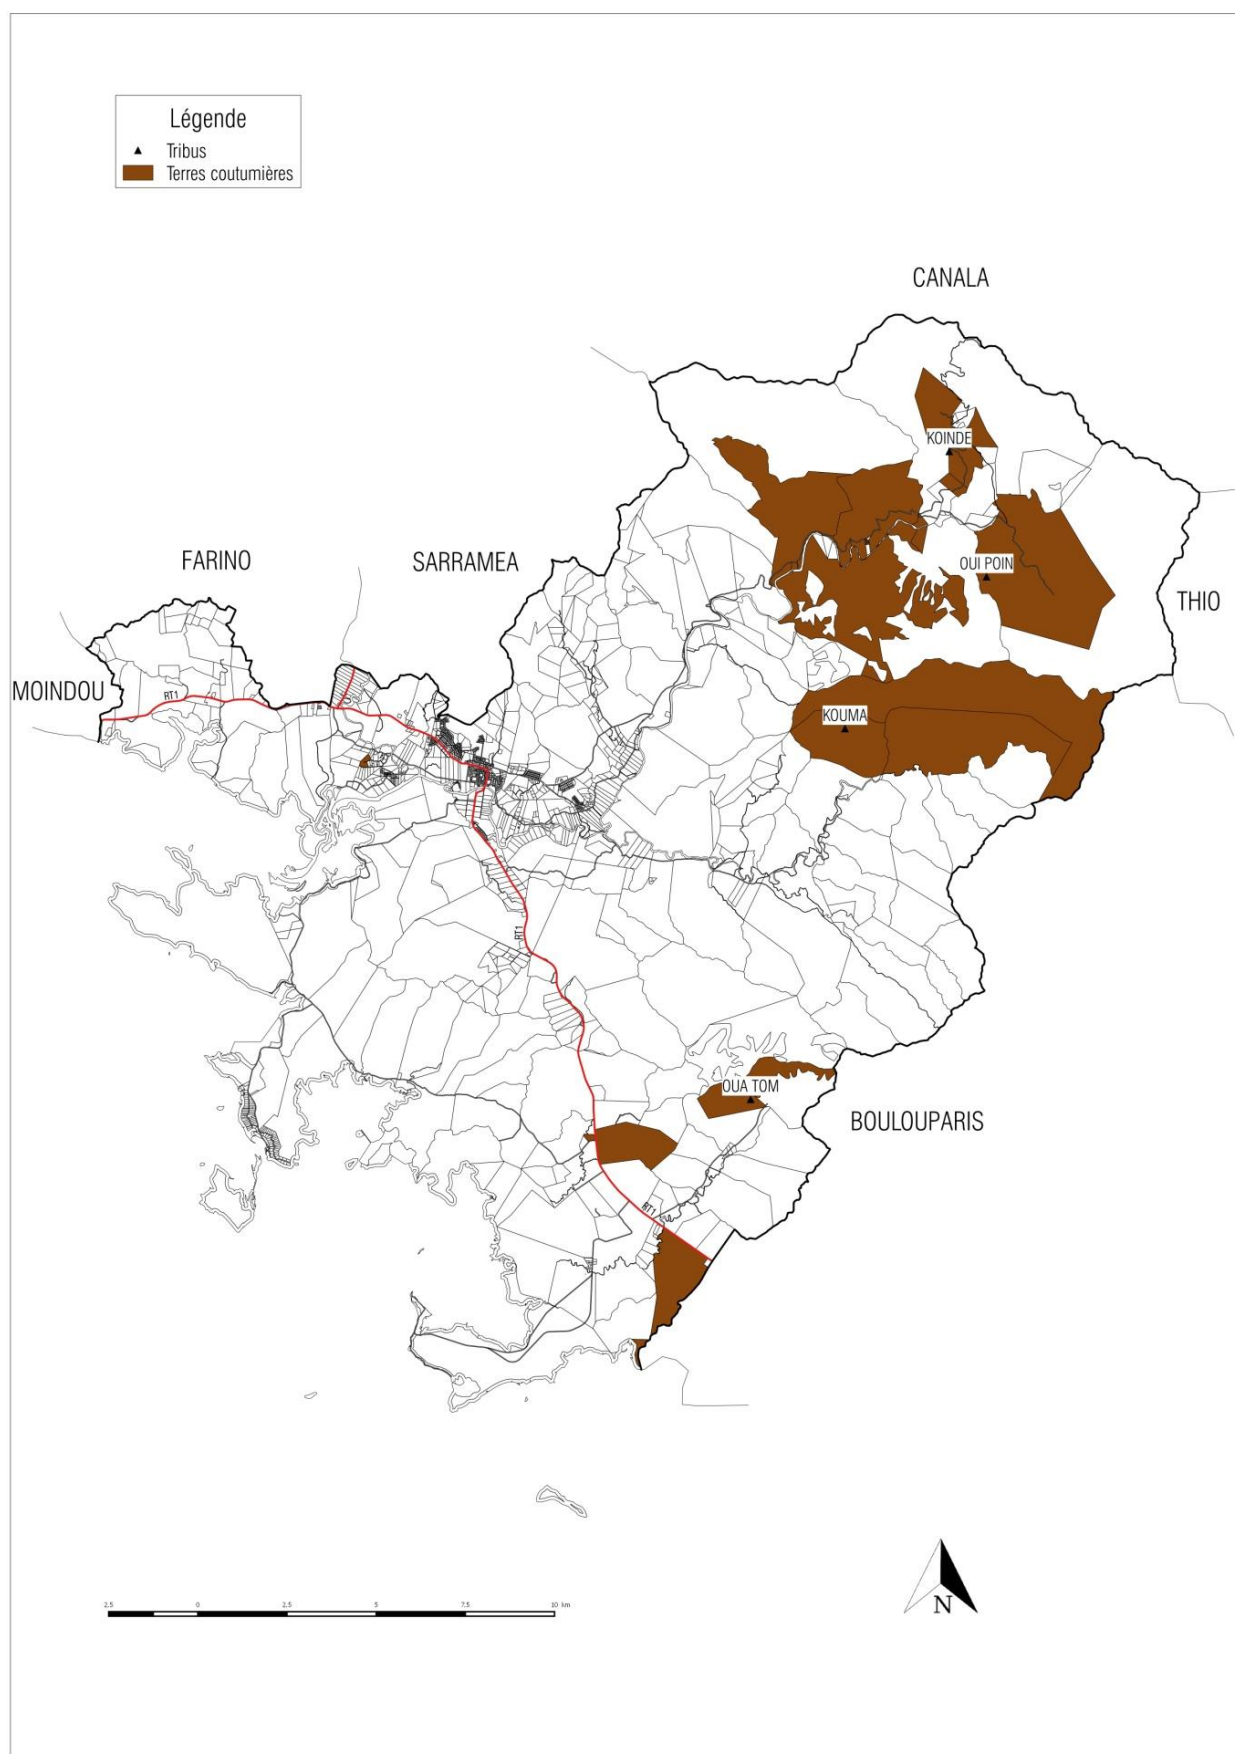 Légende
Tribus
Terres coutumières
CANALA
KOINDE
FARINO
SARRAMEA
OUI POIN
THIO
MOINDOU
RT1
KOUMA
RT1
OUA TOM
BOULOUPARIS
RT1
2.5 0 2.5 5 7.5 10 km
N